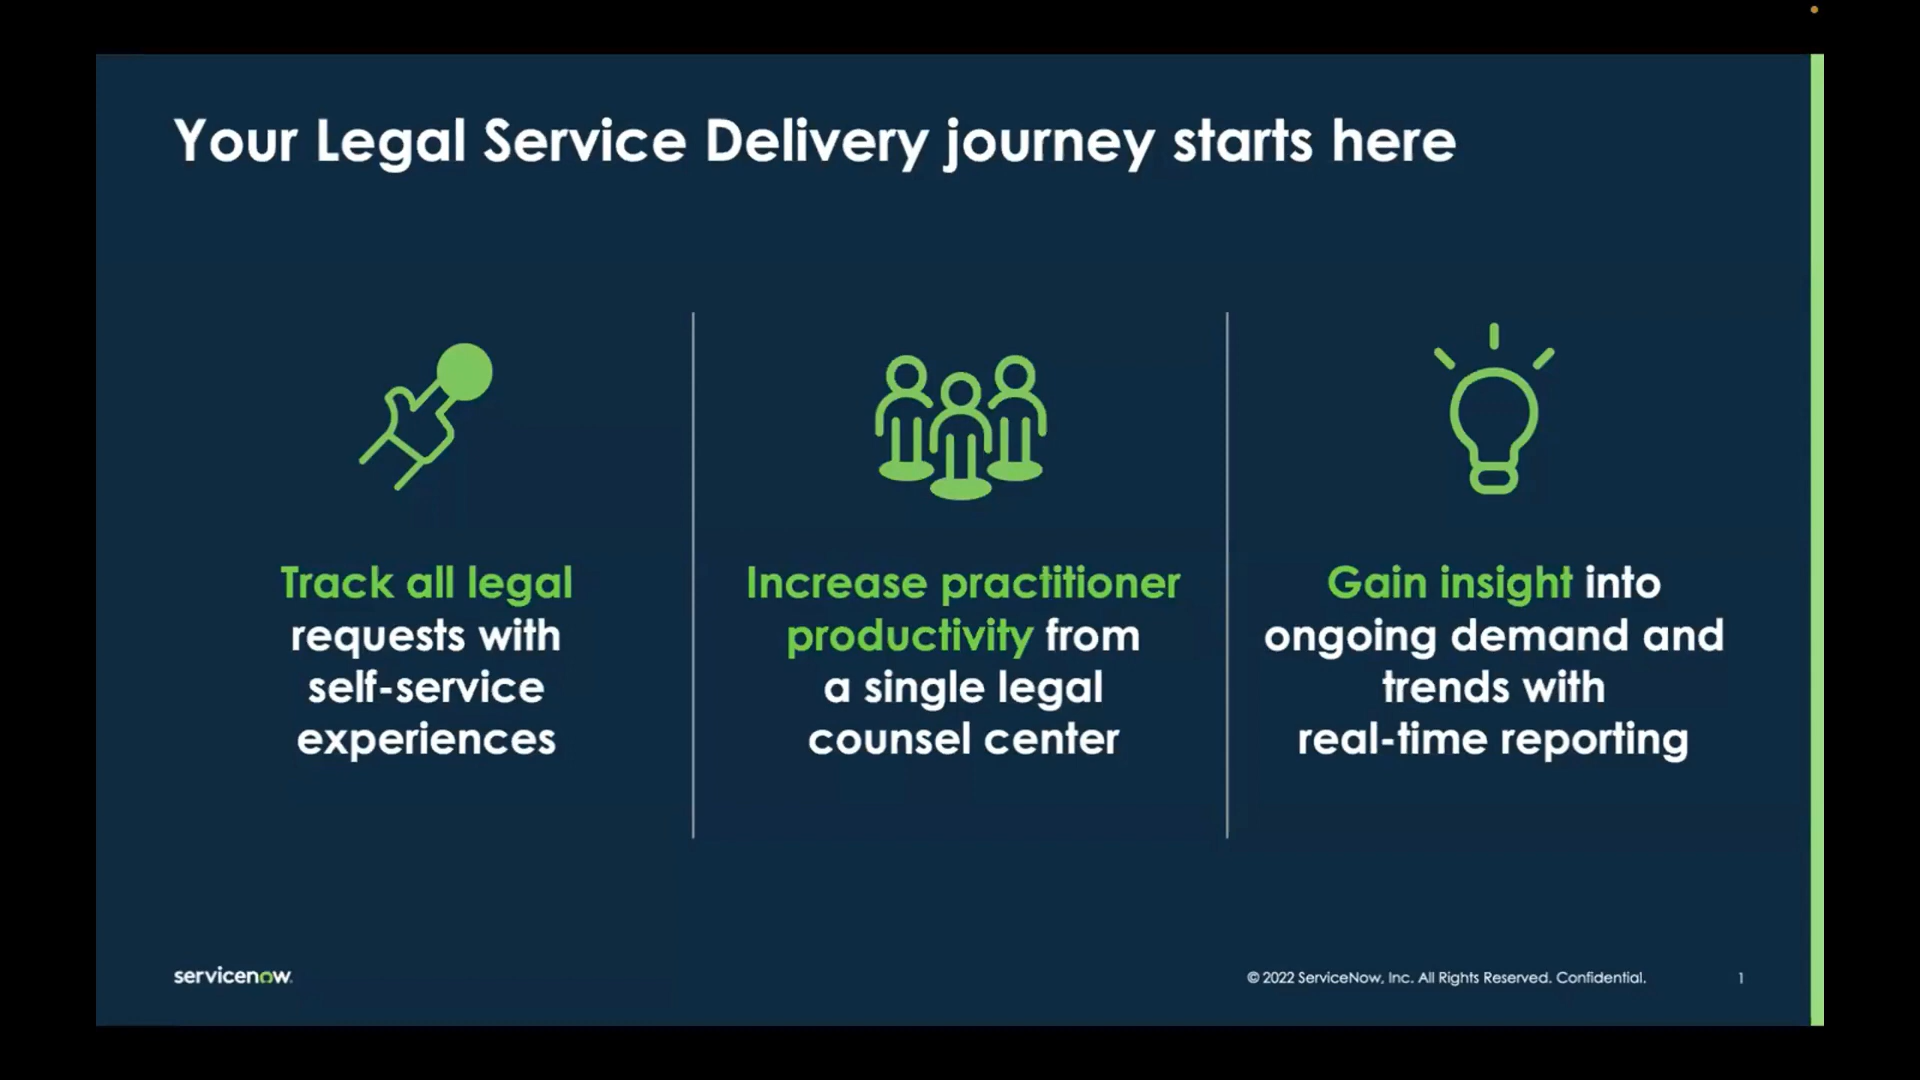 Your Legal Service Delivery journey starts here
Track all legal
requests with
self-service
experiences
Increase practitioner
productivity from
a single legal
counsel center
Gain insight into
ongoing demand and
trends with
real-time reporting
servicenow.
© 2022 ServiceNow, Inc. All Rights Reserved. Confidential.
1